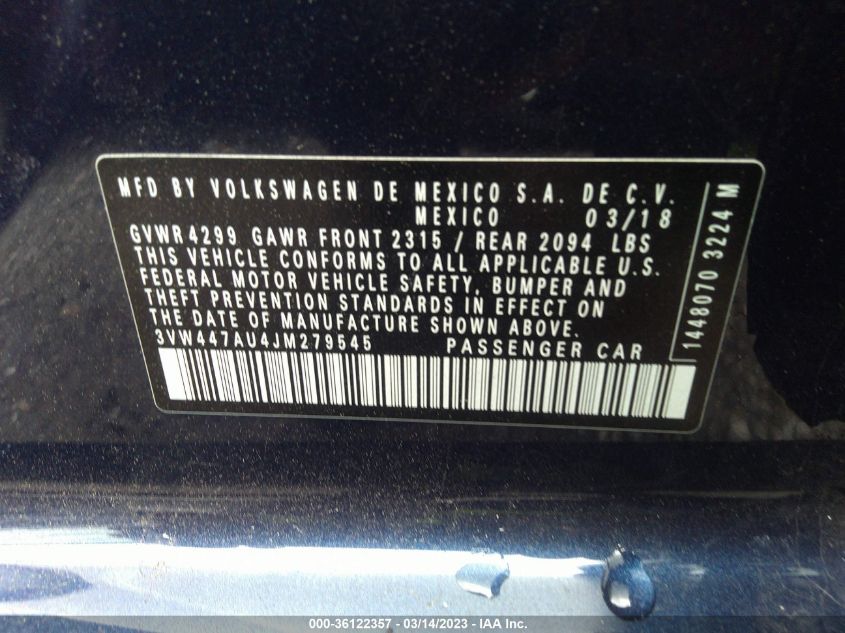 MFD BY VOLKSWAGEN DE MEXICO S.A. DE C.V.
MEXICO 03/18
GVWR 4299 GAWR FRONT 2315 / REAR 2094 LBS
THIS VEHICLE CONFORMS TO ALL APPLICABLE U.S.
FEDERAL MOTOR VEHICLE SAFETY, BUMPER AND
THEFT PREVENTION STANDARDS IN EFFECT ON
THE DATE OF MANUFACTURE SHOWN ABOVE.
3VW447AU4JM279545 PASSENGER CAR
1448070 3224 M
000-36122357 - 03/14/2023 - IAA Inc.